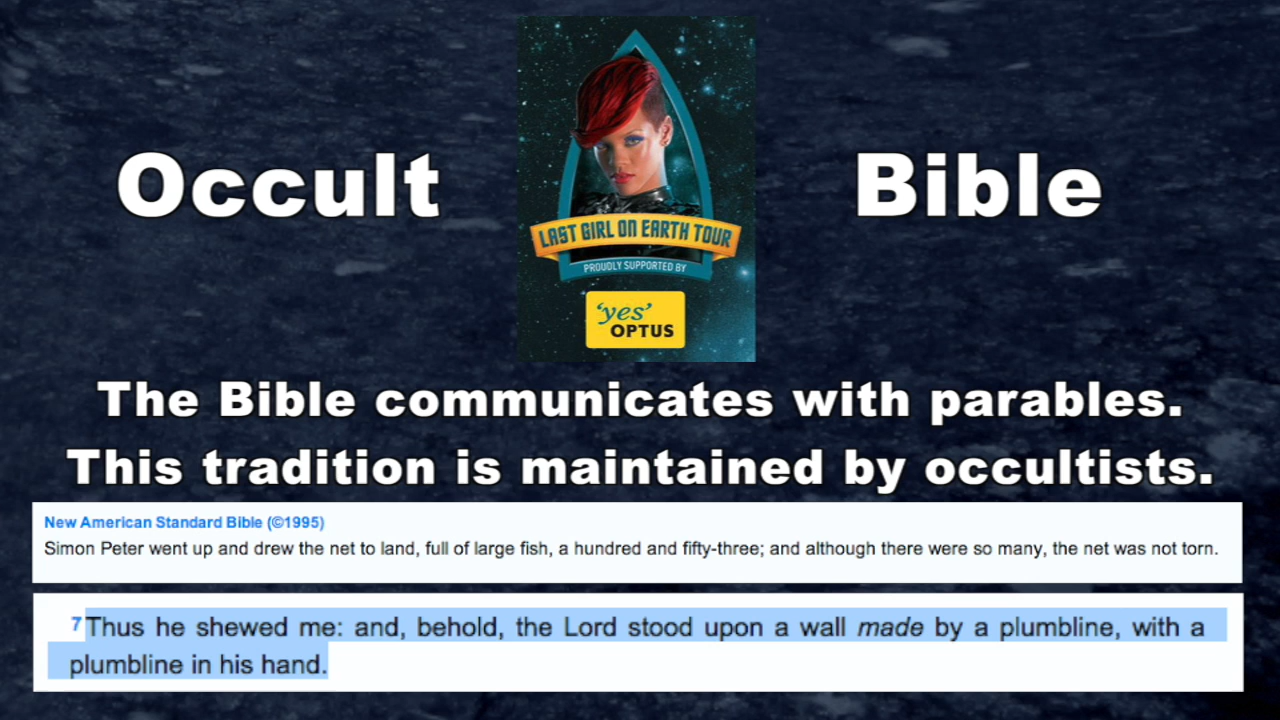 Occult
Bible
LAST GIRL ON EARTH TOUR
PROUDLY SUPPORTED BY
‘yes’
OPTUS
The Bible communicates with parables.
This tradition is maintained by occultists.
New American Standard Bible (©1995)
Simon Peter went up and drew the net to land, full of large fish, a hundred and fifty-three; and although there were so many, the net was not torn.
7 Thus he shewed me: and, behold, the Lord stood upon a wall made by a plumbline, with a
plumbline in his hand.